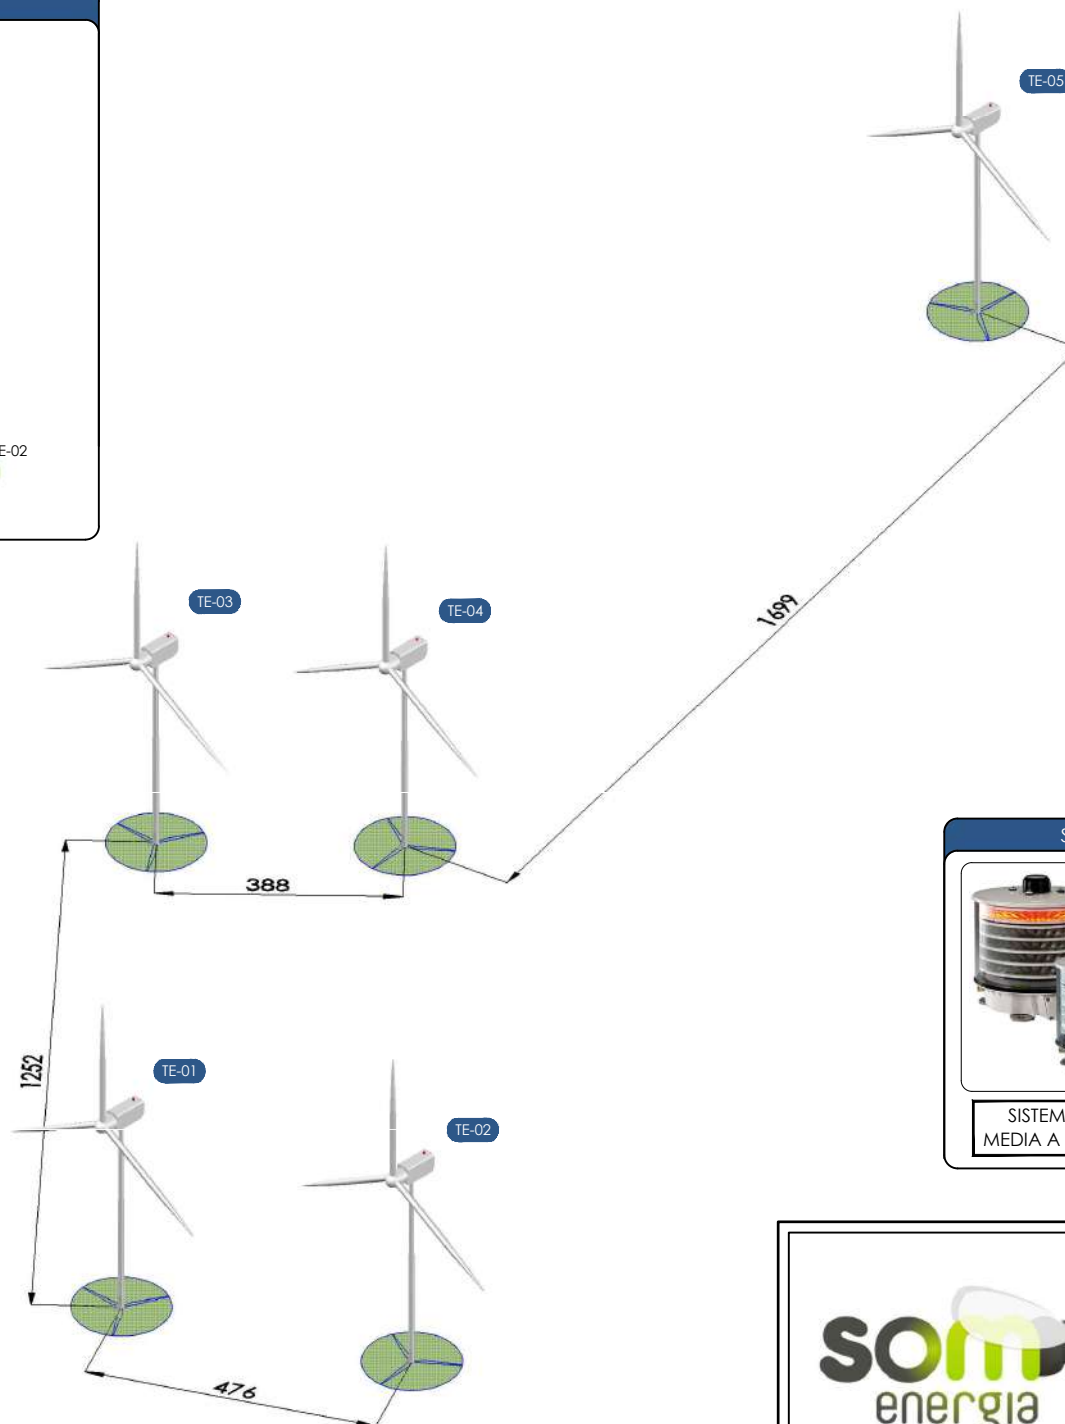 TE-05
E-02
TE-03
TE-04
1699
388
1252
TE-01
TE-02
476
S
SISTEM
MEDIA A
som
energia